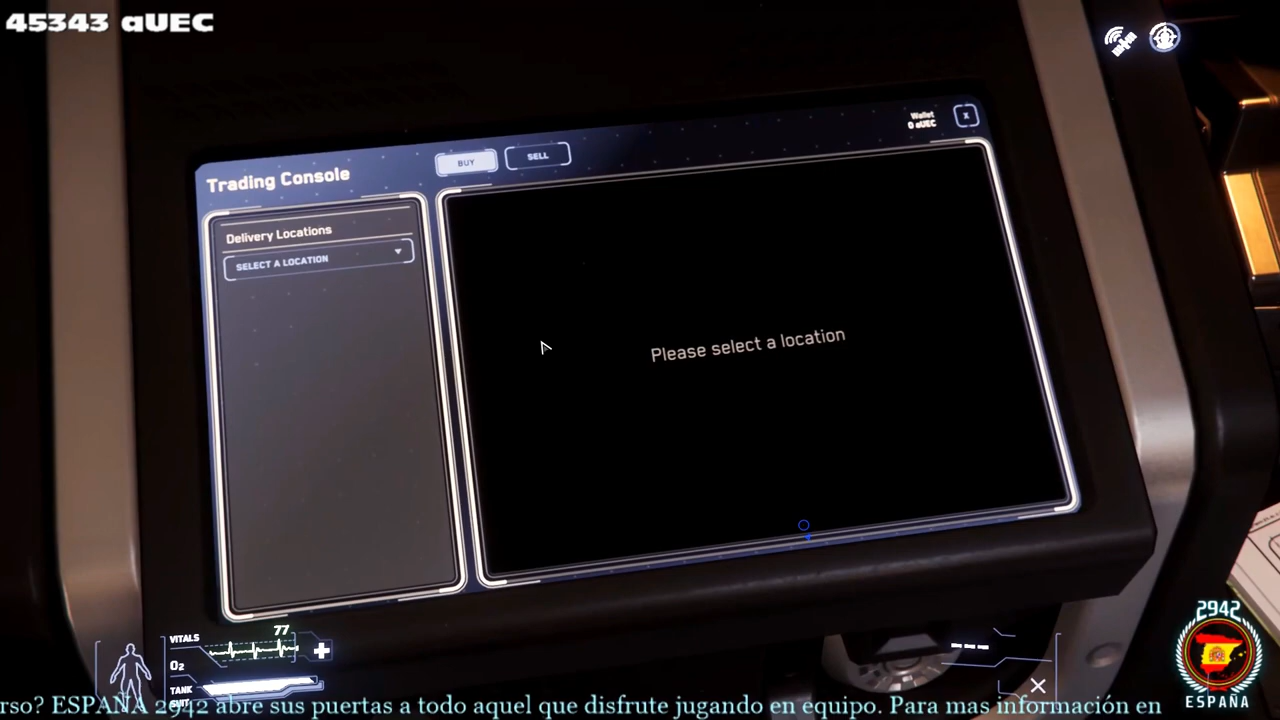 45343 aUEC
Wallet
0 aUEC
X
BUY
SELL
Trading Console
Delivery Locations
SELECT A LOCATION
Please select a location
VITALS
77
O2
TANK
SUIT
2942
ESPAÑA
rso? ESPAÑA 2942 abre sus puertas a todo aquel que disfrute jugando en equipo. Para mas información en